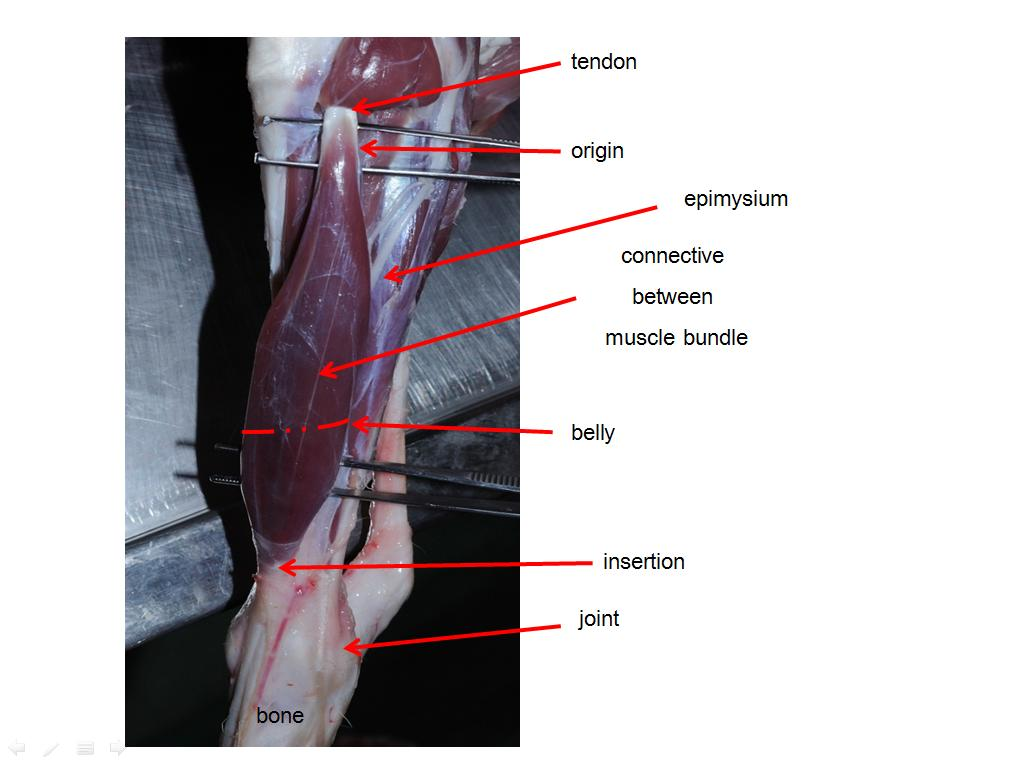 tendon
origin
epimysium
connective
between
muscle bundle
belly
insertion
joint
bone